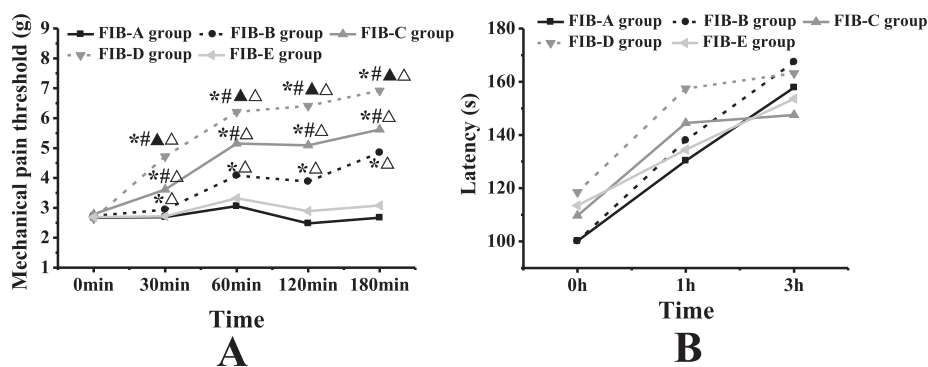 FIB-A group FIB-B group FIB-C group
FIB-D group FIB-E group
Mechanical pain threshold (g)
9
8
7
6
5
4
3
2
1
*#▲△
*#▲△
*#▲△
*#▲△
*#△
*#△
*#△
*#△
*△
*△
*△
*△
0min 30min 60min 120min 180min
Time
A
FIB-A group FIB-B group FIB-C group
FIB-D group FIB-E group
Latency (s)
180
160
140
120
100
0h 1h 3h
Time
B